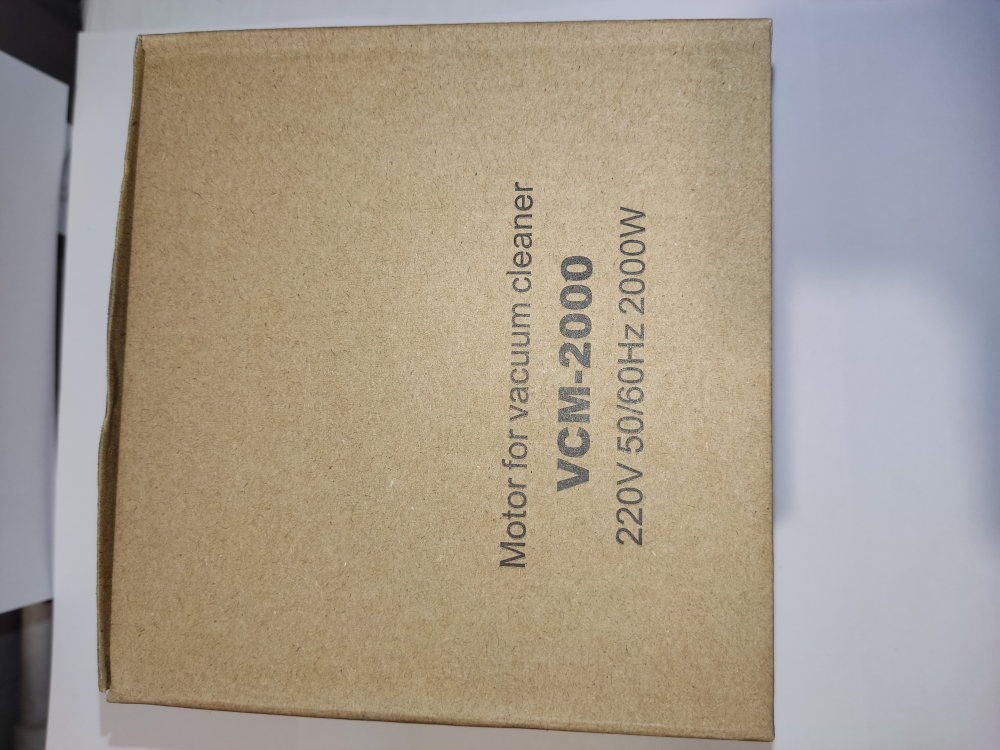 Motor for vacuum cleaner
VCM-2000
220V 50/60Hz 2000W